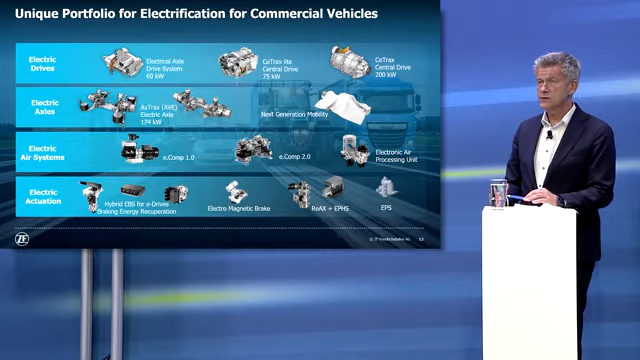 Unique Portfolio for Electrification for Commercial Vehicles
Electric
Drives
Electrical Axle
Drive System
60 kW
CeTrax lite
Central Drive
75 kW
CeTrax
Central Drive
200 kW
Electric
Axles
AxTrax (AVE)
Electric Axle
174 kW
Next Generation Mobility
Electric
Air Systems
e.Comp 1.0
e.Comp 2.0
Electronic Air
Processing Unit
Electric
Actuation
Hybrid EBS for e-Drives
Braking Energy Recuperation
Electro Magnetic Brake
ReAX + EPHS
EPS
ZF
© ZF Friedrichshafen AG